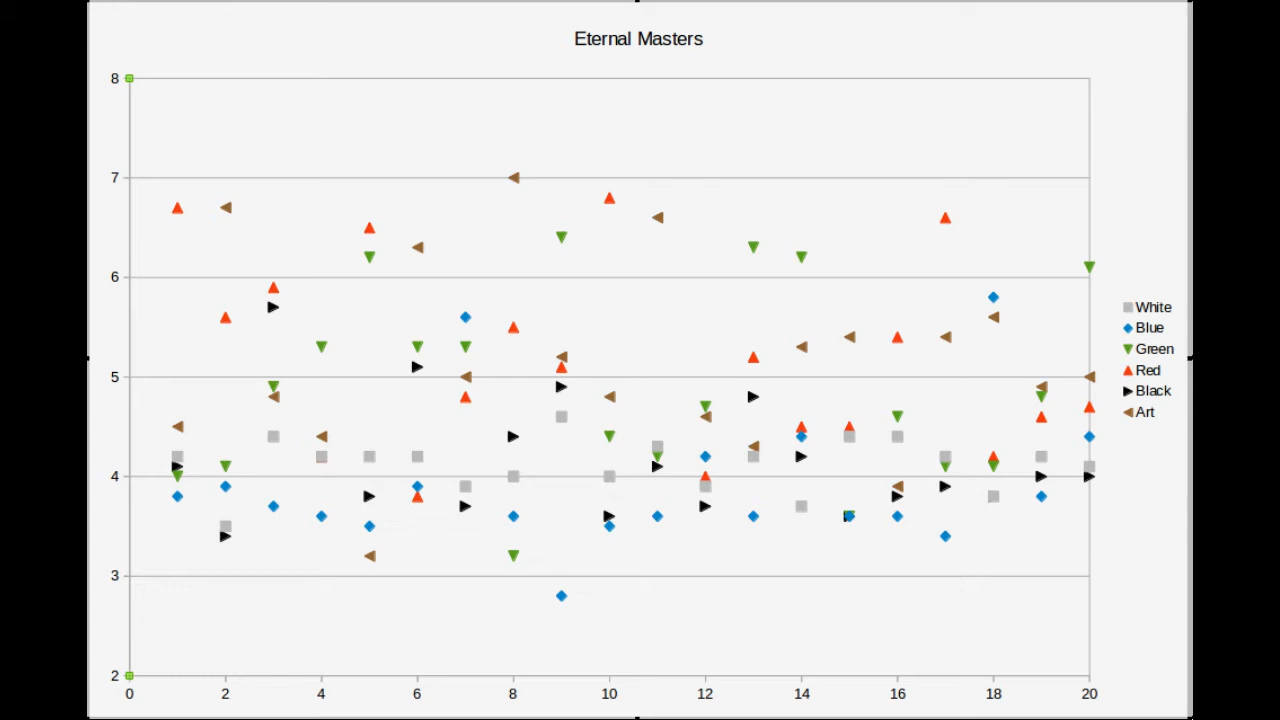 Eternal Masters
8
7
6
5
4
3
2
0 2 4 6 8 10 12 14 16 18 20
White
Blue
Green
Red
Black
Art